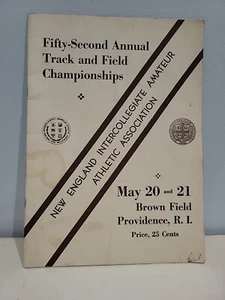 Fifty-Second Annual
Track and Field
Championships
NEW ENGLAND INTERCOLLEGIATE AMATEUR
ATHLETIC ASSOCIATION
May 20 and 21
Brown Field
Providence, R. I.
Price, 25 Cents